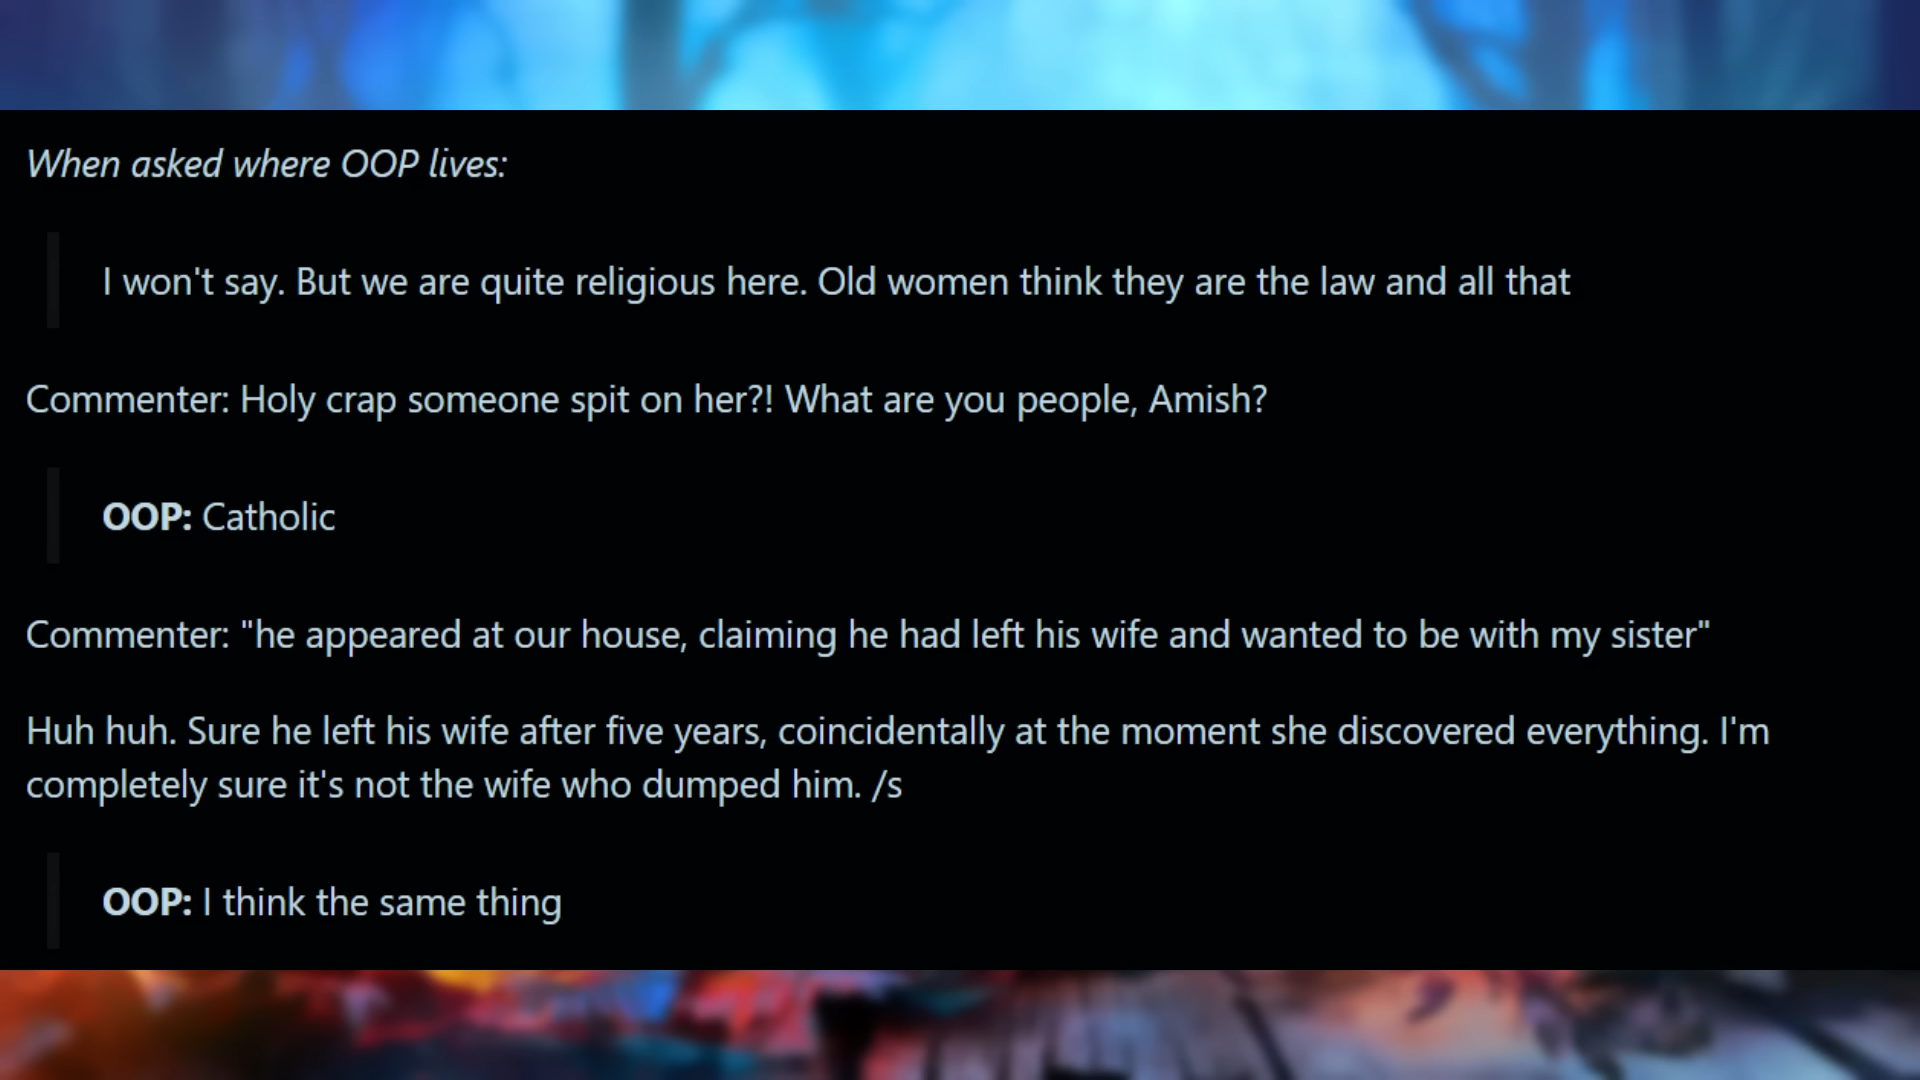 When asked where OOP lives:
I won't say. But we are quite religious here. Old women think they are the law and all that
Commenter: Holy crap someone spit on her?! What are you people, Amish?
OOP: Catholic
Commenter: "he appeared at our house, claiming he had left his wife and wanted to be with my sister"
Huh huh. Sure he left his wife after five years, coincidentally at the moment she discovered everything. I'm
completely sure it's not the wife who dumped him. /s
OOP: I think the same thing